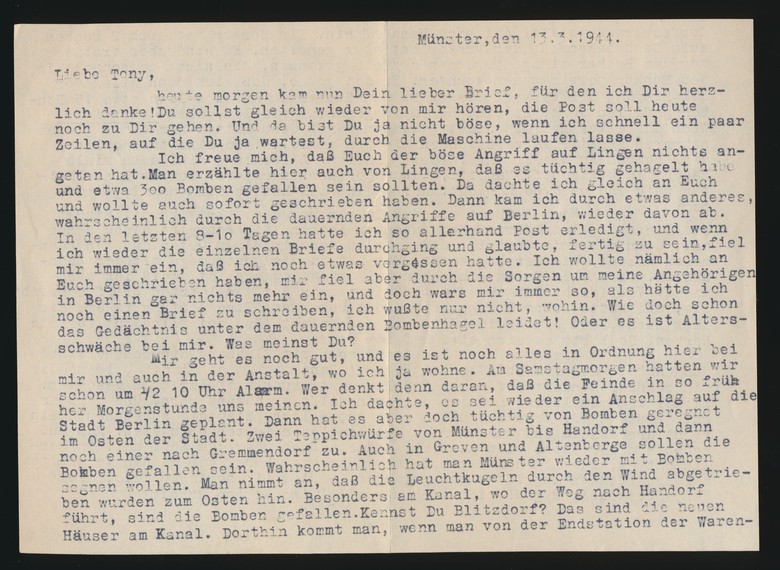 Münster,den 13.3.1944.
Liebe Tony,
heute morgen kam nun Dein lieber Brief, für den ich Dir herz-
lich danke!Du sollst gleich wieder von mir hören, die Post soll heute
noch zu Dir gehen. Und da bist Du ja nicht böse, wenn ich schnell ein paar
Zeilen, auf die Du ja wartest, durch die Maschine laufen lasse.
Ich freue mich, daß Euch der böse Angriff auf Lingen nichts an-
getan hat.Man erzählte hier auch von Lingen, daß es tüchtig gehagelt habe
und etwa 3oo Bomben gefallen sein sollten. Da dachte ich gleich an Euch
und wollte auch sofort geschrieben haben. Dann kam ich durch etwas anderes,
wahrscheinlich durch die dauernden Angriffe auf Berlin, wieder davon ab.
In den letzten 8-1o Tagen hatte ich so allerhand Post erledigt, und wenn
ich wieder die einzelnen Briefe durchging und glaubte, fertig zu sein,fiel
mir immer ein, daß ich noch etwas vergessen hatte. Ich wollte nämlich an
Euch geschrieben haben, mir fiel aber durch die Sorgen um meine Angehörigen
in Berlin gar nichts mehr ein, und doch wars mir immer so, als hätte ich
noch einen Brief zu schreiben, ich wußte nur nicht, wohin. Wie doch schon
das Gedächtnis unter dem dauernden Bombenhagel leidet! Oder es ist Alters-
schwäche bei mir. Was meinst Du?
Mir geht es noch gut, und es ist noch alles in Ordnung hier bei
mir und auch in der Anstalt, wo ich ja wohne. Am Samstagmorgen hatten wir
schon um 1/2 10 Uhr Alarm. Wer denkt denn daran, daß die Feinde in so früh
her Morgenstunde uns meinen. Ich dachte, es sei wieder ein Anschlag auf die
Stadt Berlin geplant. Dann hat es aber doch tüchtig von Bomben geregnet
im Osten der Stadt. Zwei Teppichwürfe von Münster bis Handorf und dann
noch einer nach Gremmendorf zu. Auch in Greven und Altenberge sollen die
Bomben gefallen sein. Wahrscheinlich hat man Münster wieder mit Bomben
segnen wollen. Man nimmt an, daß die Leuchtkugeln durch den Wind abgetrie-
ben wurden zum Osten hin. Besonders am Kanal, wo der Weg nach Handorf
führt, sind die Bomben gefallen.Kennst Du Blitzdorf? Das sind die neuen
Häuser am Kanal. Dorthin kommt man, wenn man von der Endstation der Waren-